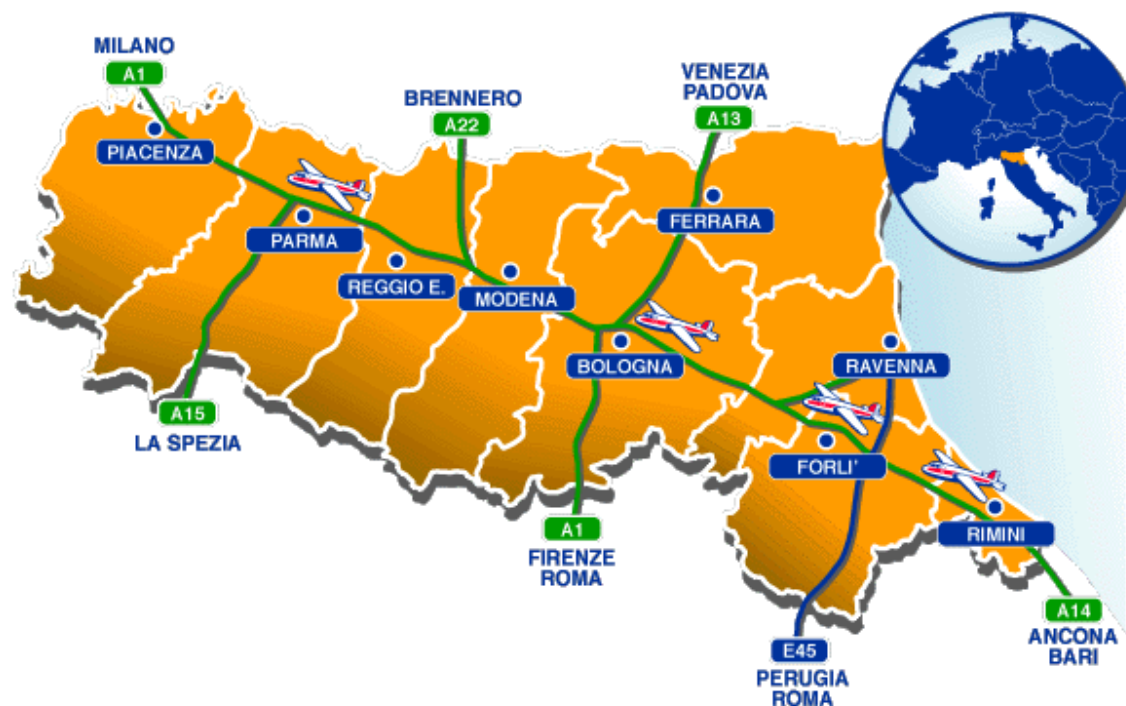 MILANO
A1
BRENNERO
A22
VENEZIA
PADOVA
A13
PIACENZA
PARMA
REGGIO E.
MODENA
FERRARA
BOLOGNA
RAVENNA
A15
LA SPEZIA
FORLI'
RIMINI
A1
FIRENZE
ROMA
A14
ANCONA
BARI
E45
PERUGIA
ROMA